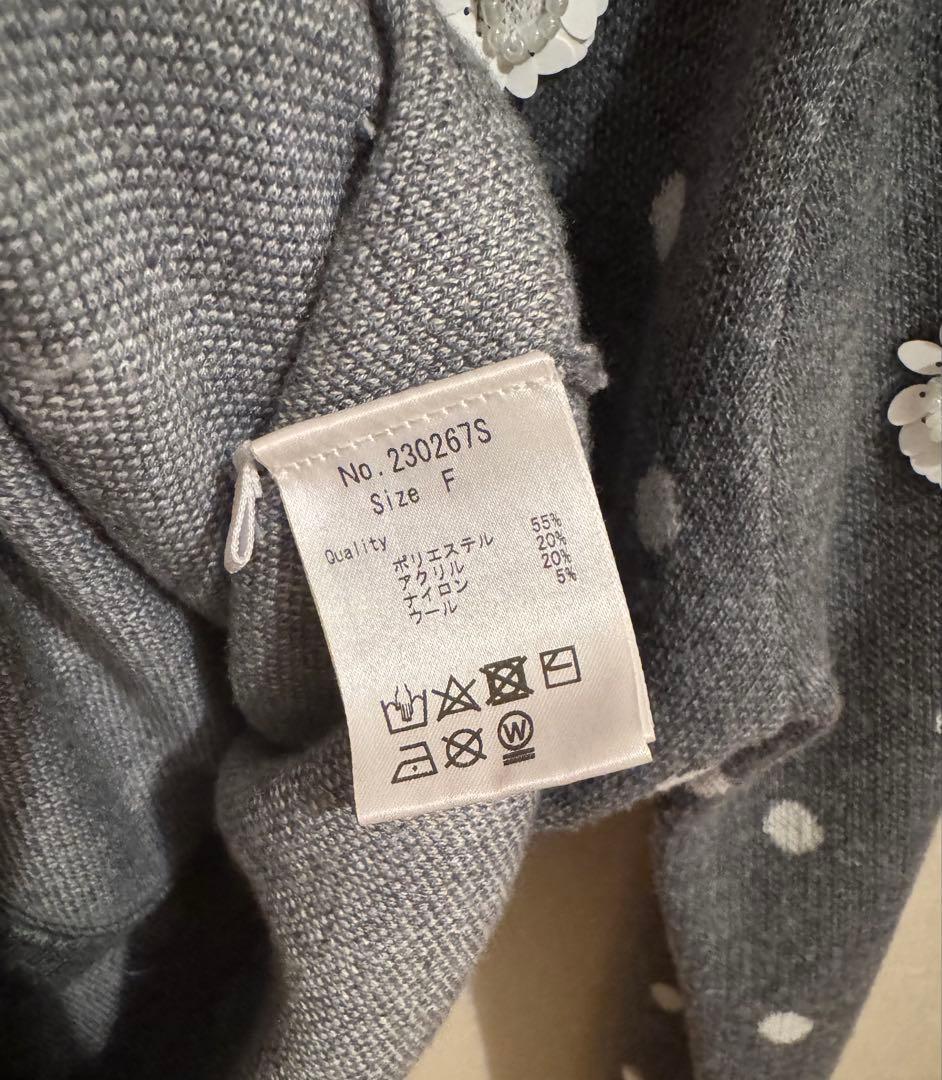 No.230267S
Size F
Quality
ポリエステル 55%
アクリル 20%
ナイロン 20%
ウール 5%
W